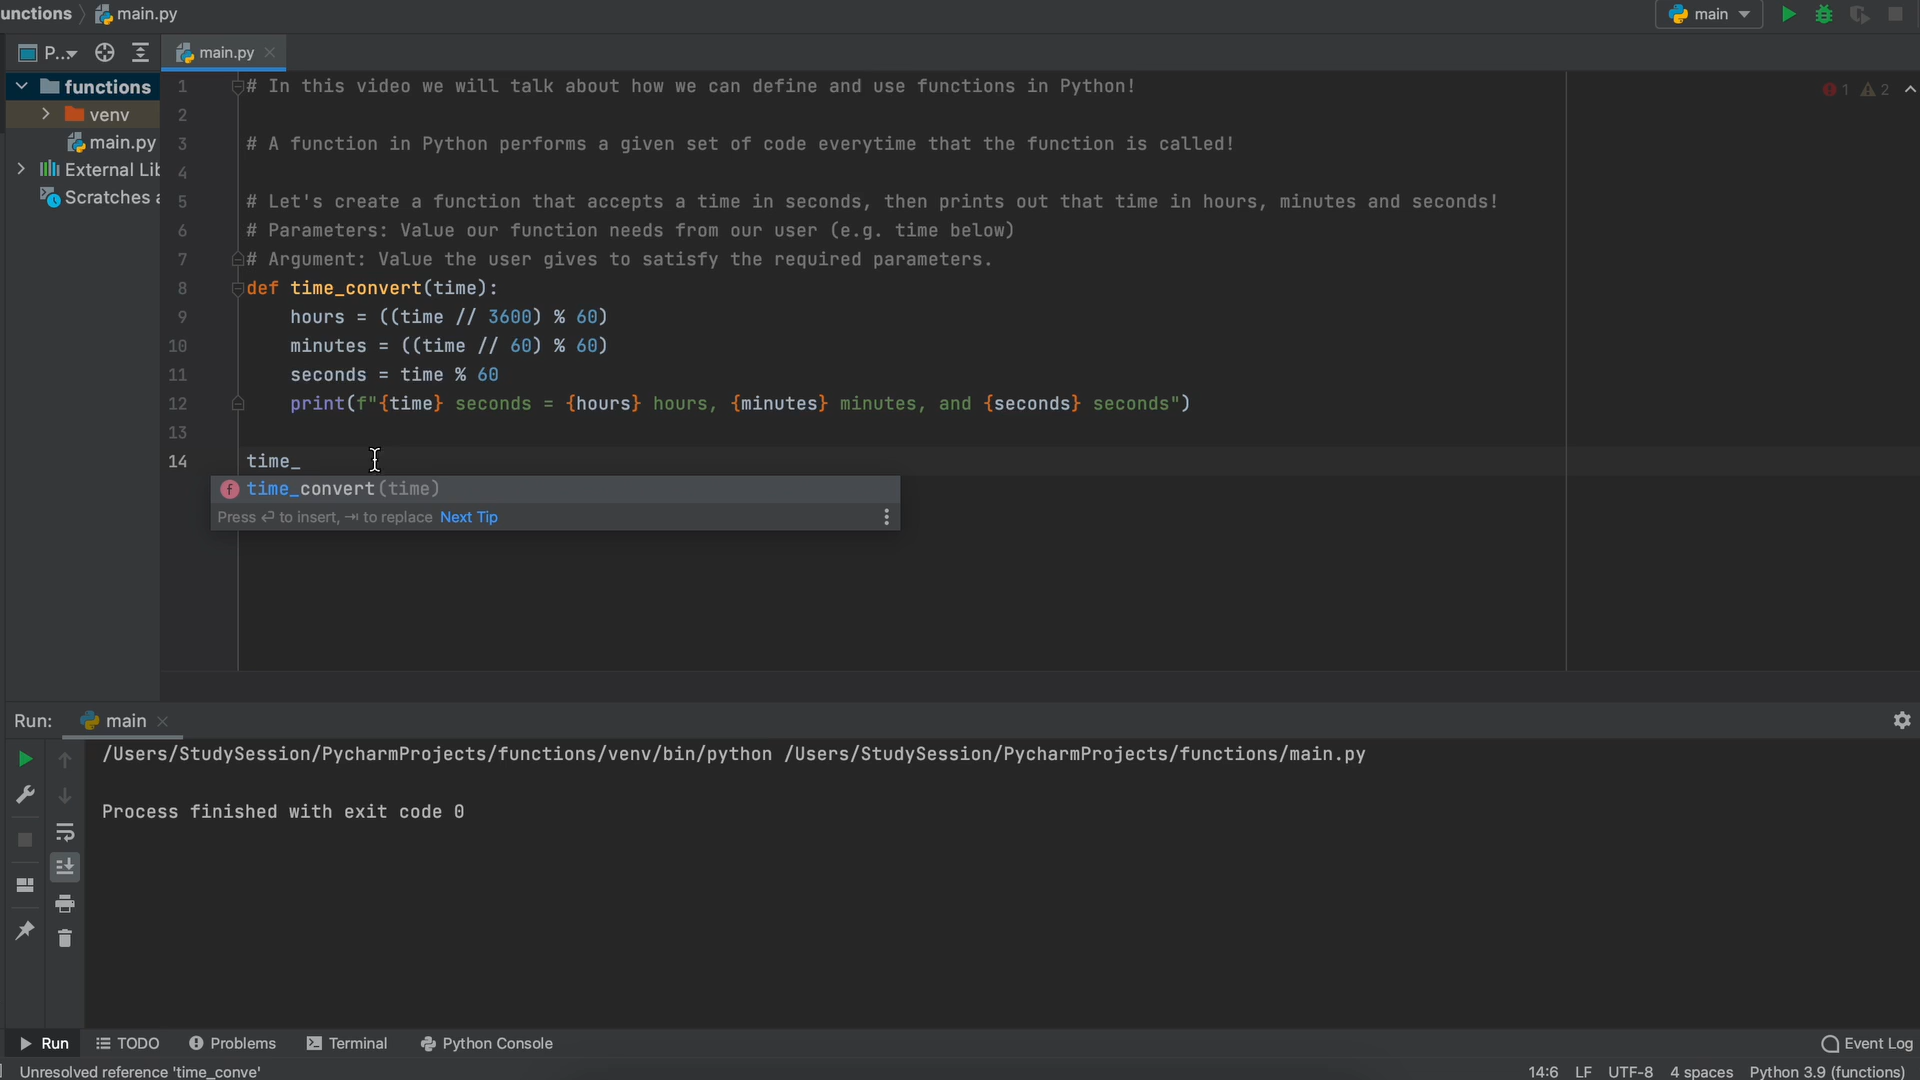 unctions main.py
main
P... main.py
functions
venv
main.py
External Lib
Scratches a
1 # In this video we will talk about how we can define and use functions in Python!
1 2
2
3 # A function in Python performs a given set of code everytime that the function is called!
4
5 # Let's create a function that accepts a time in seconds, then prints out that time in hours, minutes and seconds!
6 # Parameters: Value our function needs from our user (e.g. time below)
7 # Argument: Value the user gives to satisfy the required parameters.
8 def time_convert(time):
9 hours = ((time // 3600) % 60)
10 minutes = ((time // 60) % 60)
11 seconds = time % 60
12 print(f"{time} seconds = {hours} hours, {minutes} minutes, and {seconds} seconds")
13
14 time_
f time_convert(time)
Press ↩ to insert, ⇥ to replace Next Tip
Run: main
/Users/StudySession/PycharmProjects/functions/venv/bin/python /Users/StudySession/PycharmProjects/functions/main.py
Process finished with exit code 0
Run TODO Problems Terminal Python Console Event Log
Unresolved reference 'time_conve' 14:6 LF UTF-8 4 spaces Python 3.9 (functions)